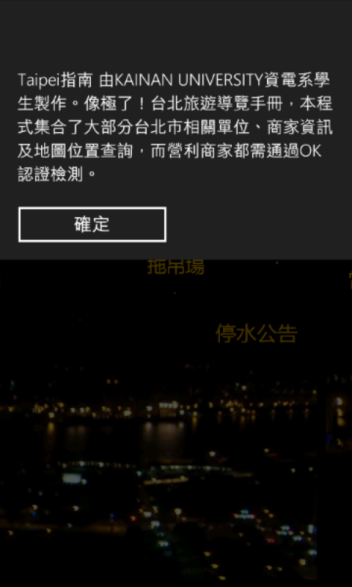 Taipei指南 由KAINAN UNIVERSITY資電系學
生製作。像極了！台北旅遊導覽手冊，本程
式集合了大部分台北市相關單位、商家資訊
及地圖位置查詢，而營利商家都需通過OK
認證檢測。
確定
拖吊場
停水公告